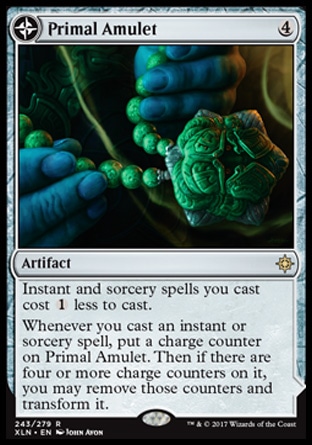 Primal Amulet 4
Artifact
Instant and sorcery spells you cast
cost 1 less to cast.
Whenever you cast an instant or
sorcery spell, put a charge counter
on Primal Amulet. Then if there are
four or more charge counters on it,
you may remove those counters and
transform it.
243/279 R
XLN • EN JOHN AVON ™ & © 2017 Wizards of the Coast